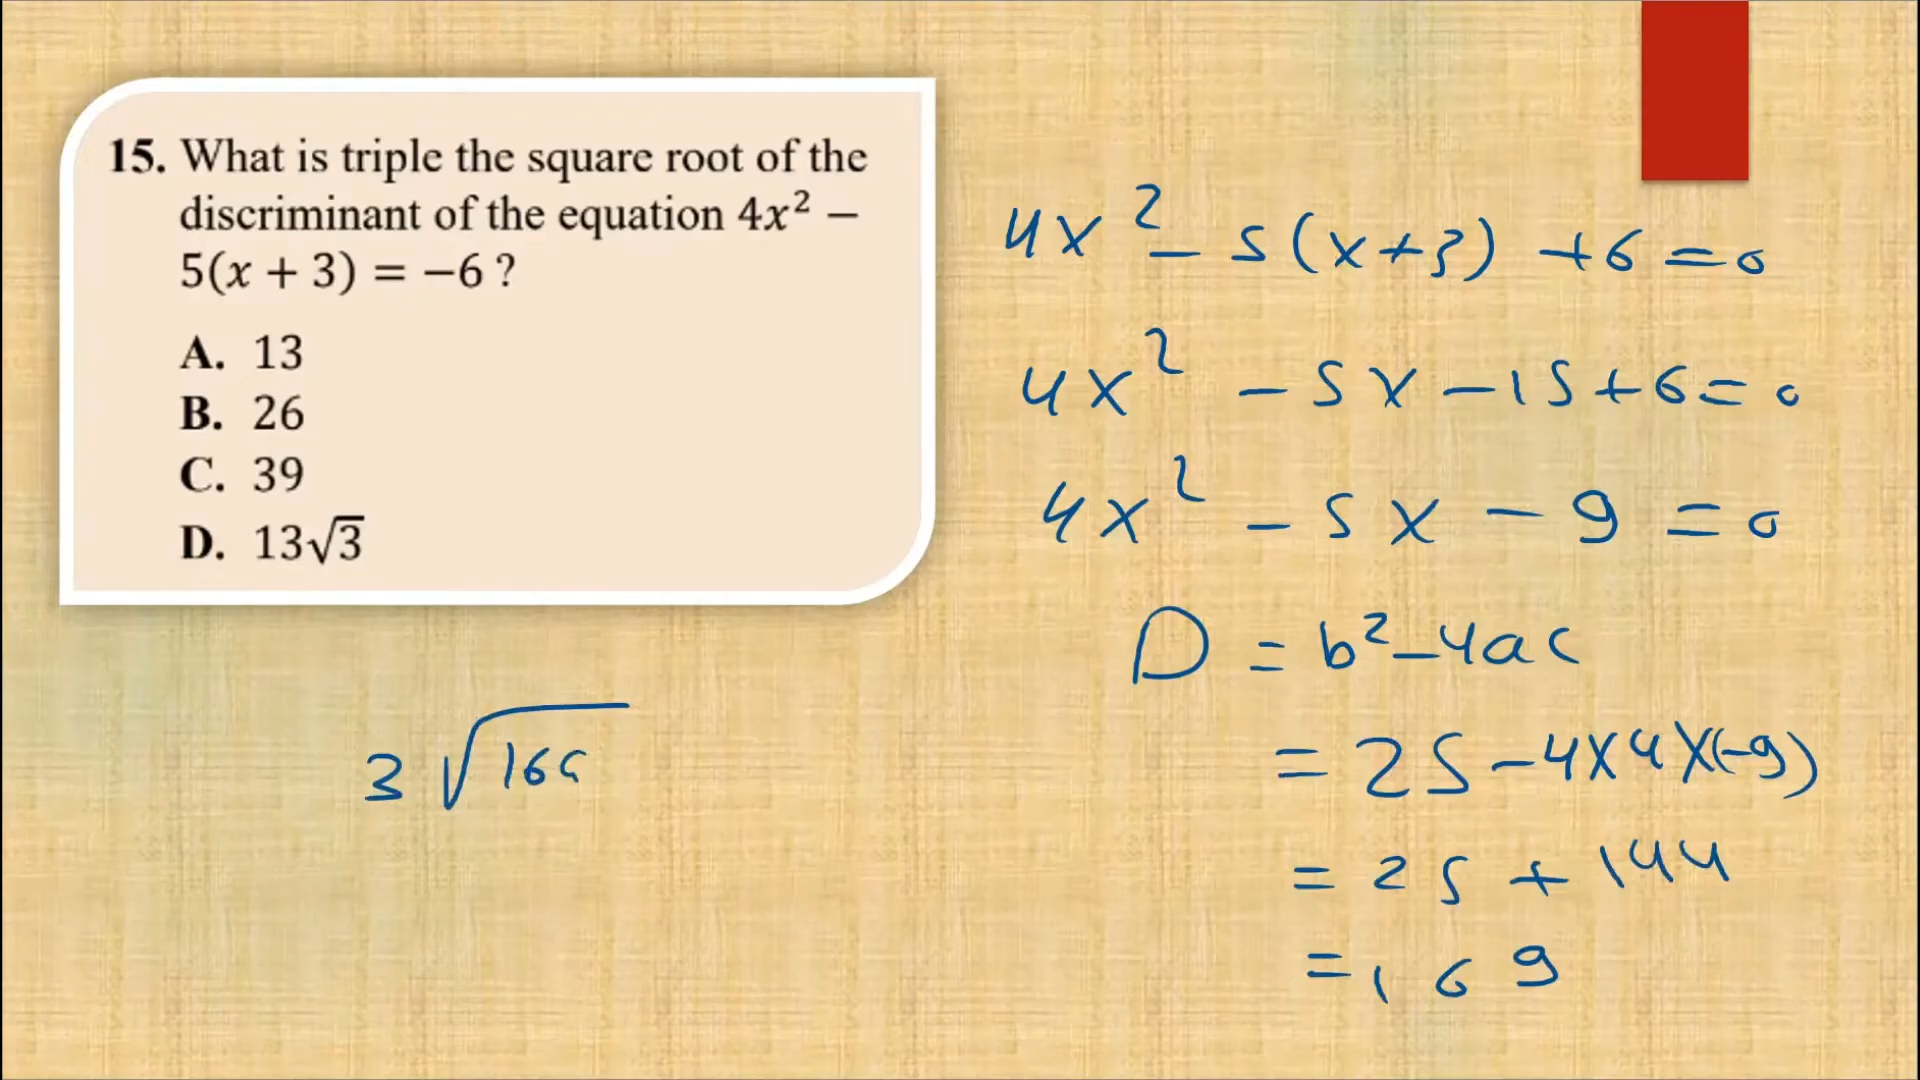 15. What is triple the square root of the
discriminant of the equation 4x² −
5(x + 3) = −6 ?
A. 13
B. 26
C. 39
D. 13√3
4x² − 5(x+3) +6 = 0
4x² − 5x − 15 + 6 = 0
4x² − 5x − 9 = 0
D = b² − 4ac
= 25 − 4×4×(−9)
= 25 + 144
= 169
3 √16